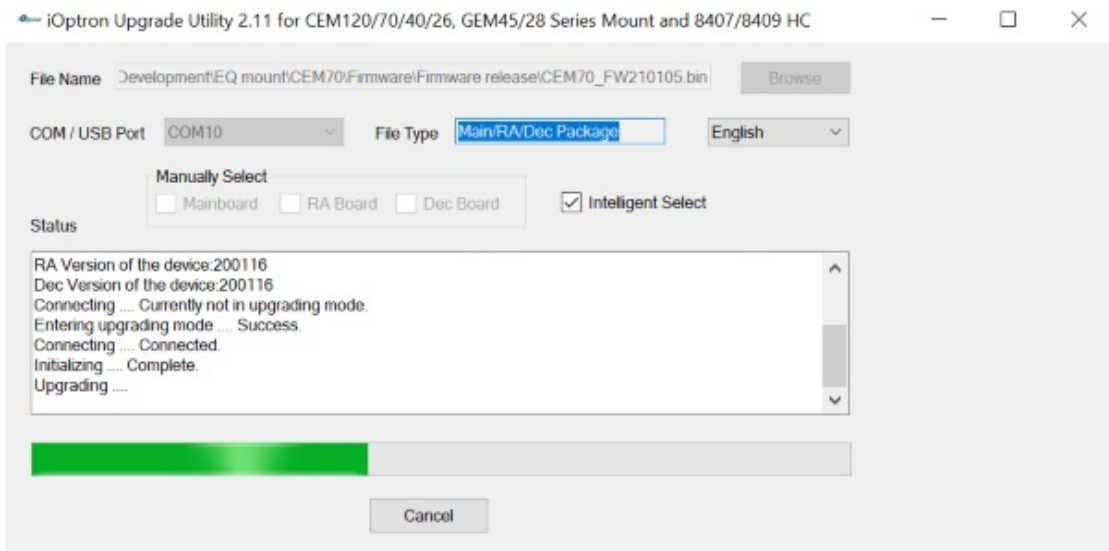 iOptron Upgrade Utility 2.11 for CEM120/70/40/26, GEM45/28 Series Mount and 8407/8409 HC
File Name Development\EQ mount\CEM70\Firmware\Firmware release\CEM70_FW210105.bin Browse
COM / USB Port COM10 File Type Main/RA/Dec Package English
Manually Select
Mainboard RA Board Dec Board Intelligent Select
Status
RA Version of the device:200116
Dec Version of the device:200116
Connecting .... Currently not in upgrading mode.
Entering upgrading mode .... Success.
Connecting .... Connected.
Initializing .... Complete.
Upgrading ....
Cancel